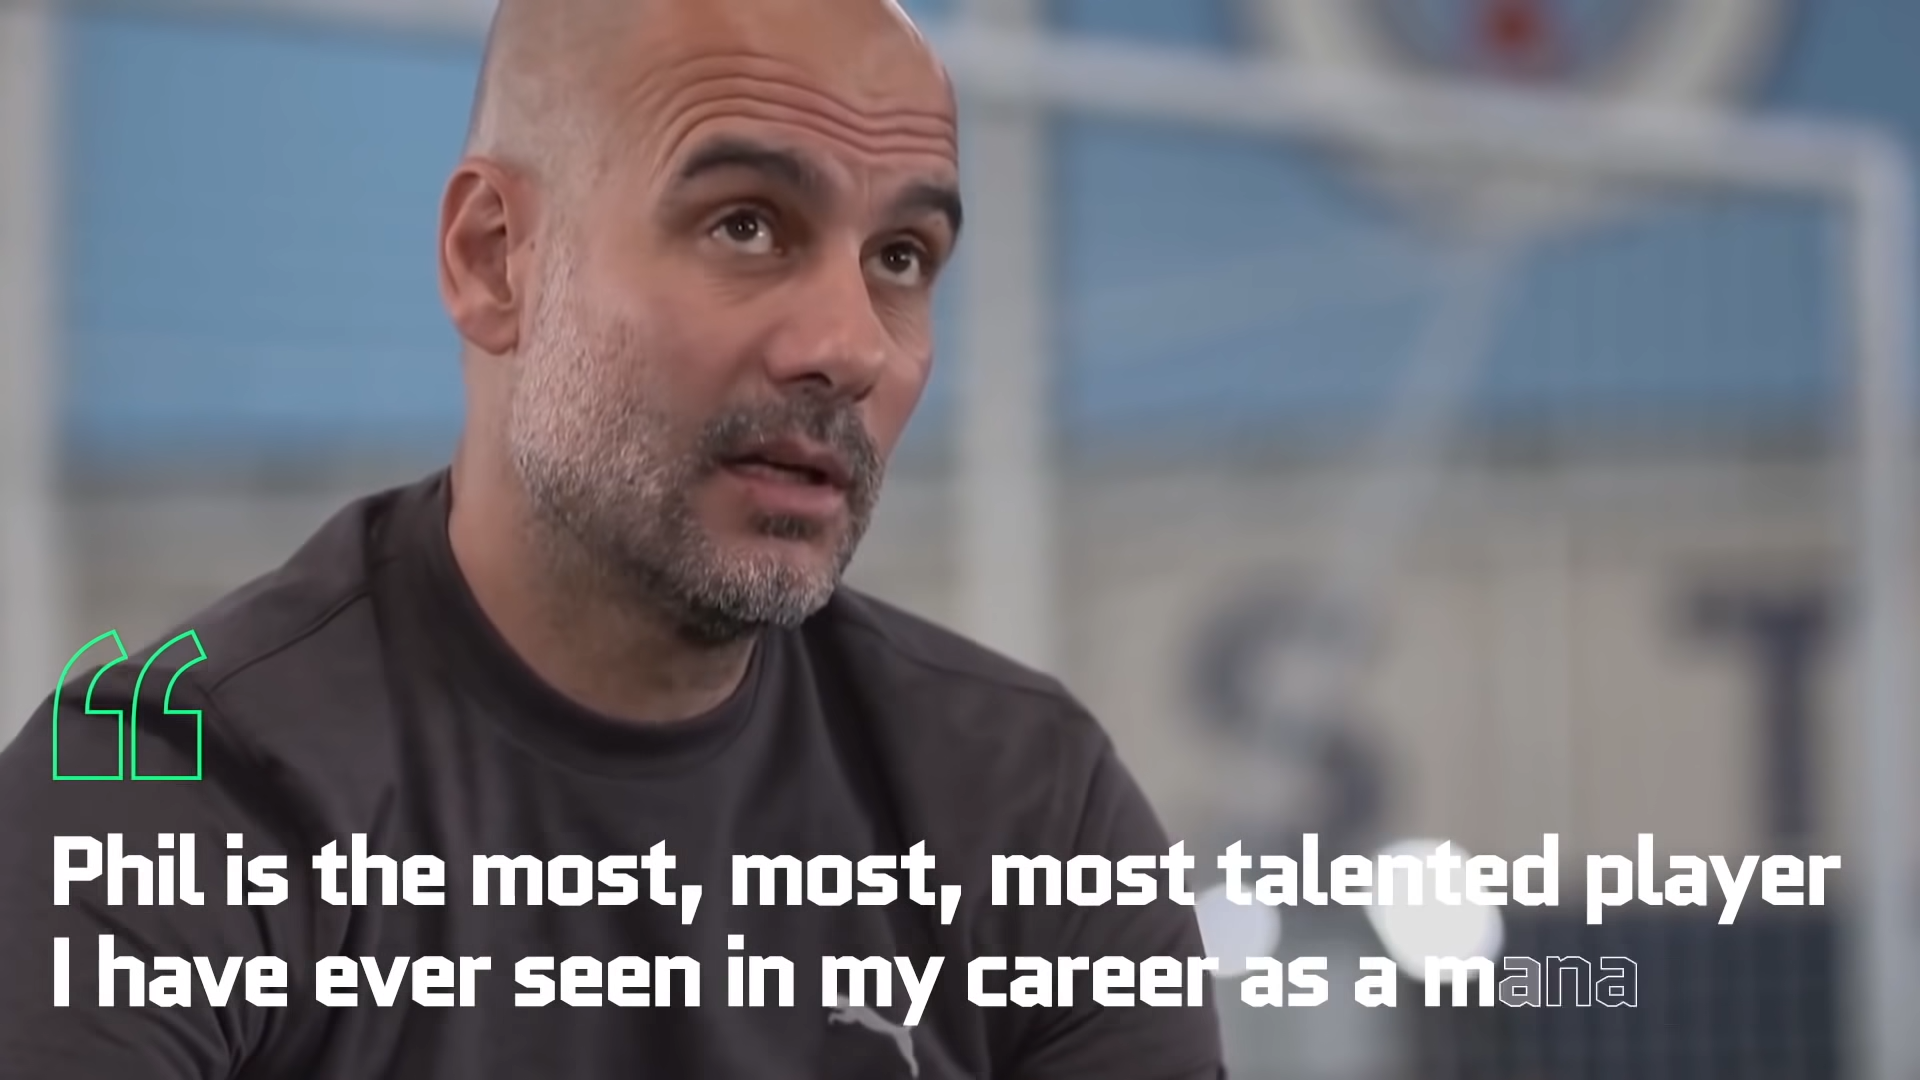 Phil is the most, most, most talented player
I have ever seen in my career as a mana
S T